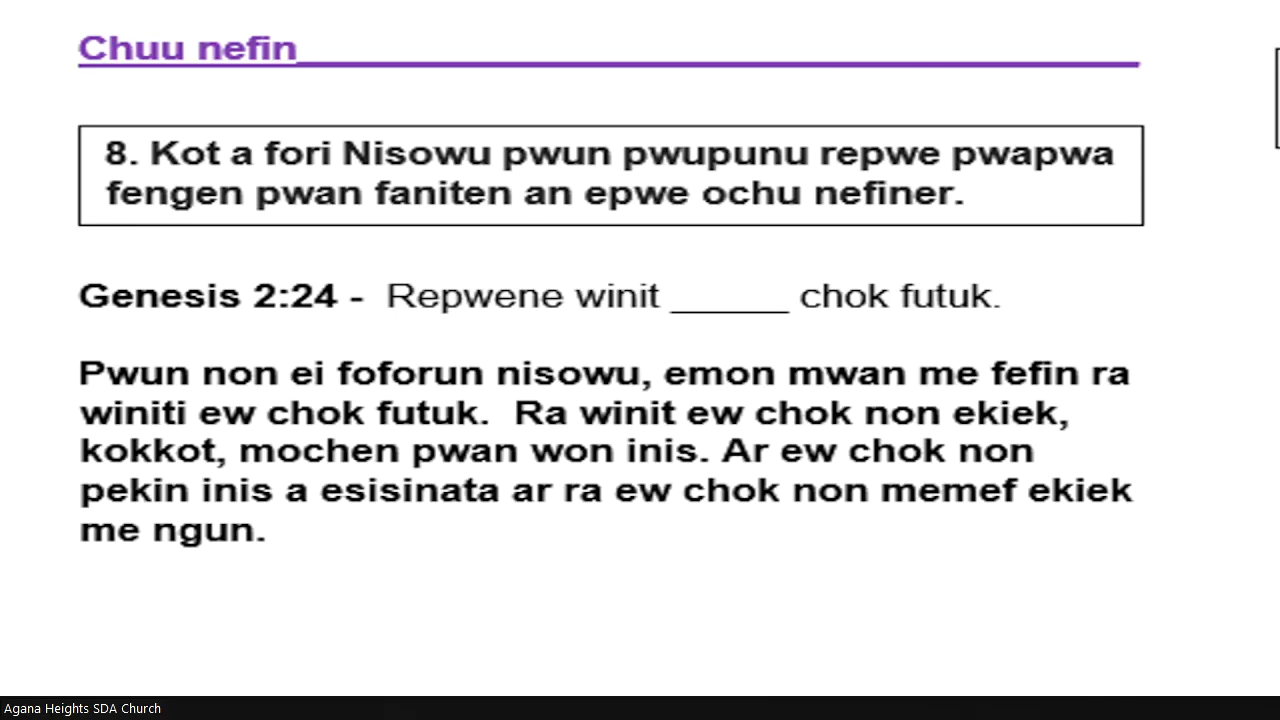 Chuu nefin
8. Kot a fori Nisowu pwun pwupunu repwe pwapwa
fengen pwan faniten an epwe ochu nefiner.
Genesis 2:24 - Repwene winit ______ chok futuk.
Pwun non ei foforun nisowu, emon mwan me fefin ra
winiti ew chok futuk. Ra winit ew chok non ekiek,
kokkot, mochen pwan won inis. Ar ew chok non
pekin inis a esisinata ar ra ew chok non memef ekiek
me ngun.
Agana Heights SDA Church